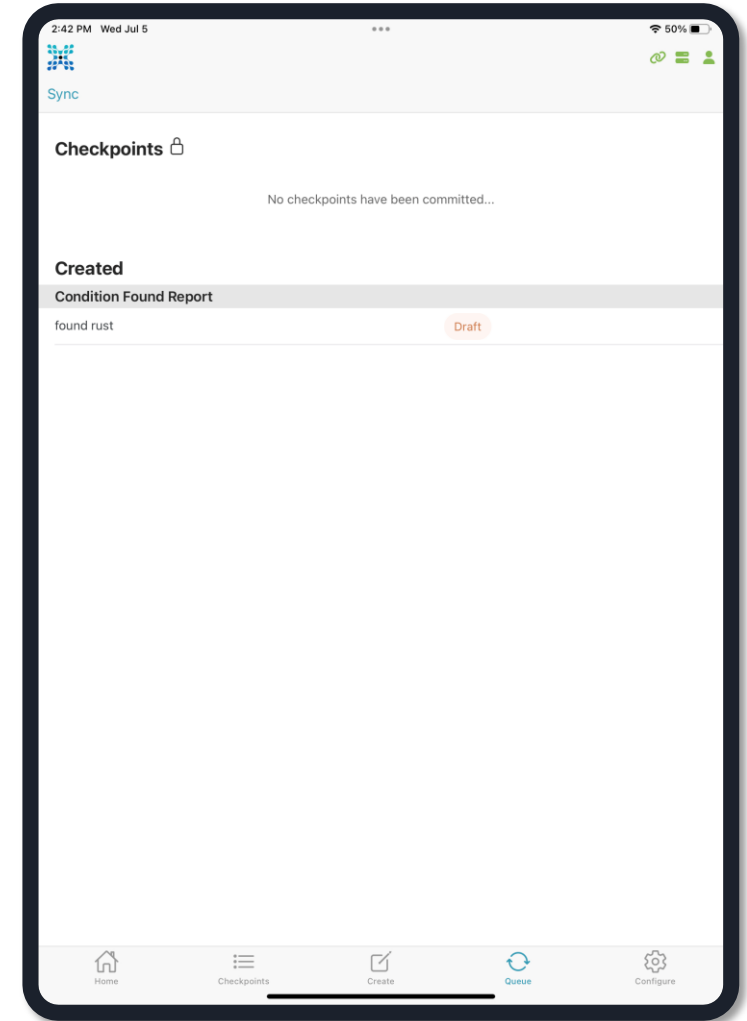 2:42 PM Wed Jul 5 50%
Sync
Checkpoints
No checkpoints have been committed...
Created
Condition Found Report
found rust Draft
Home Checkpoints Create Queue Configure